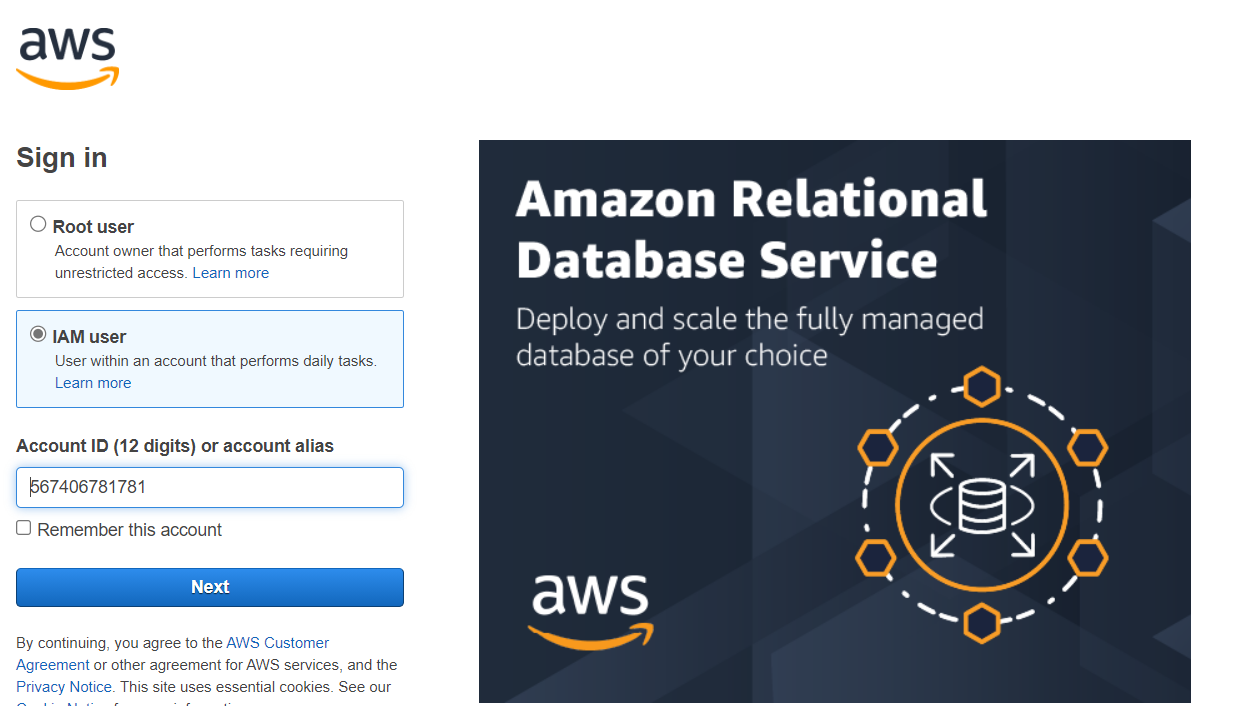 aws
Sign in
Root user
Account owner that performs tasks requiring
unrestricted access. Learn more
IAM user
User within an account that performs daily tasks.
Learn more
Account ID (12 digits) or account alias
567406781781
Remember this account
Next
By continuing, you agree to the AWS Customer
Agreement or other agreement for AWS services, and the
Privacy Notice. This site uses essential cookies. See our
Amazon Relational
Database Service
Deploy and scale the fully managed
database of your choice
aws